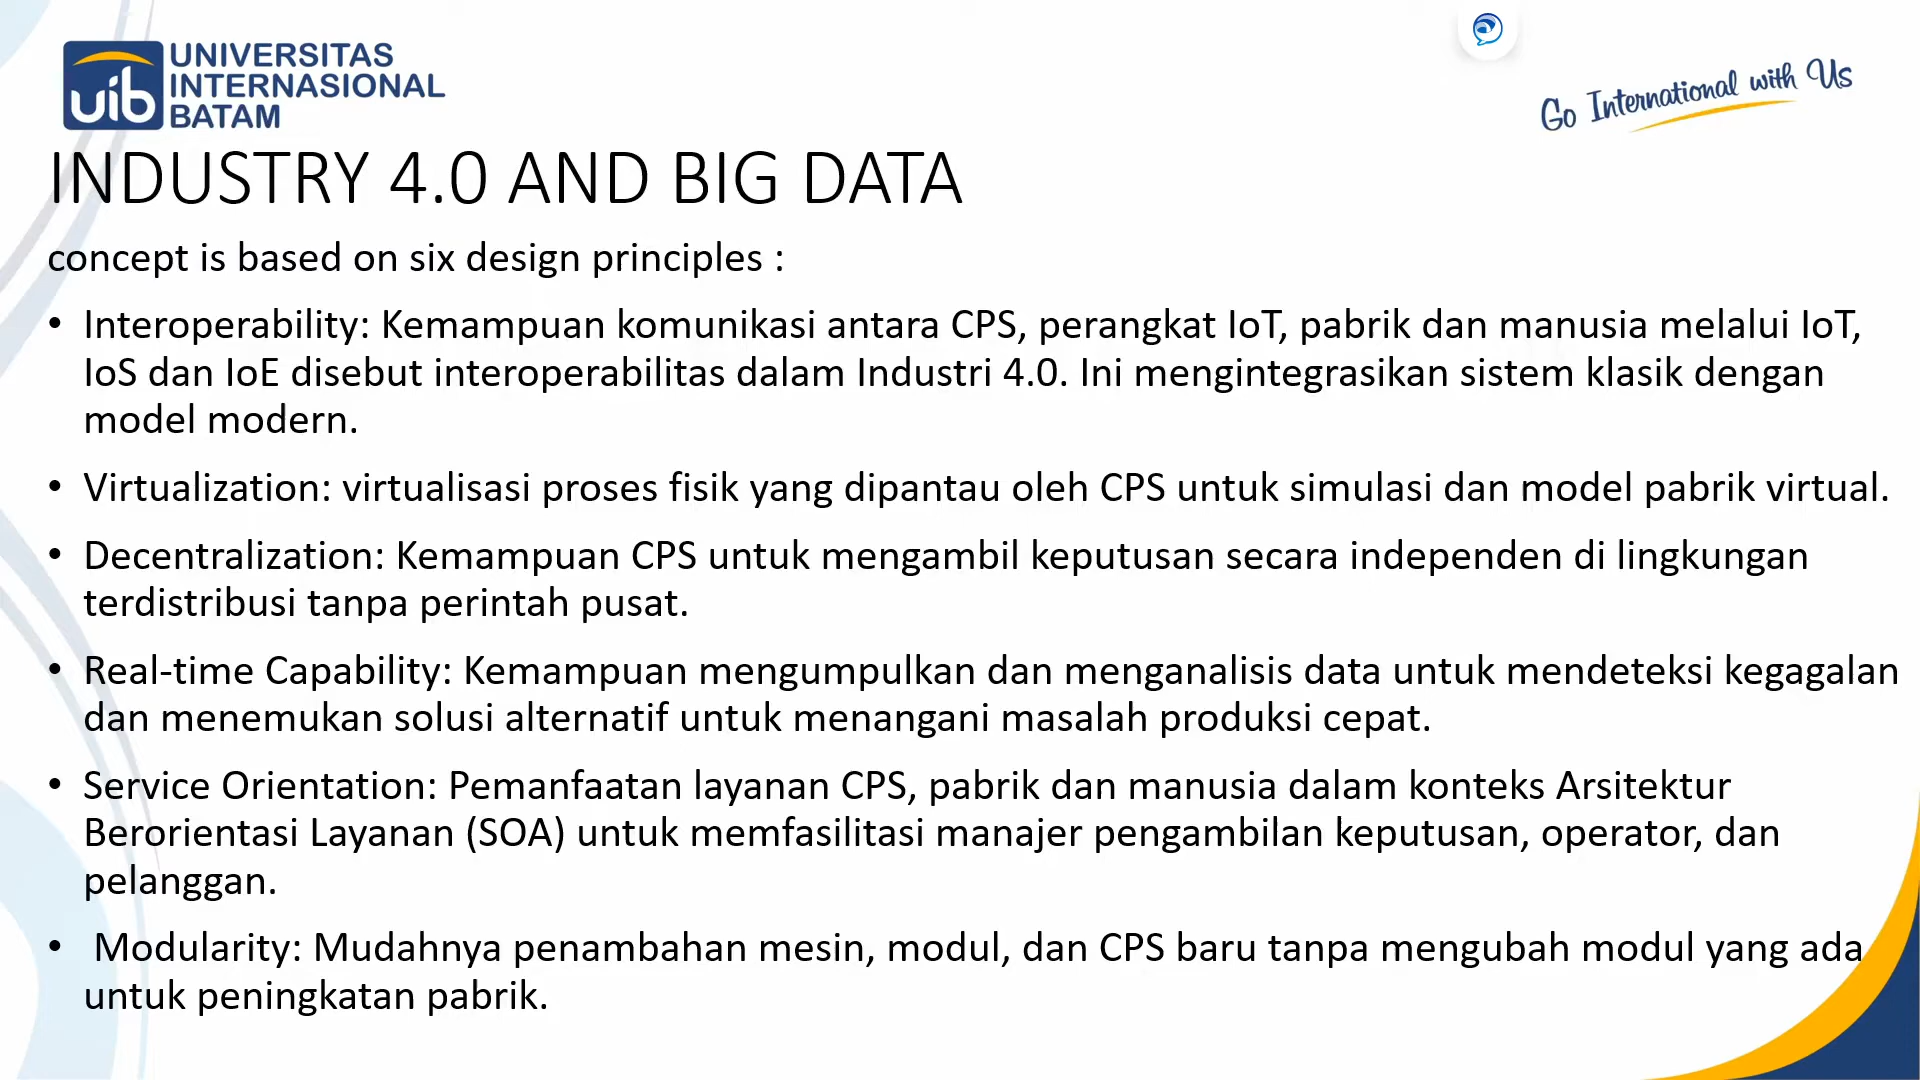 UNIVERSITAS
INTERNASIONAL
BATAM
uib
Go International with Us
INDUSTRY 4.0 AND BIG DATA
concept is based on six design principles :
• Interoperability: Kemampuan komunikasi antara CPS, perangkat IoT, pabrik dan manusia melalui IoT,
IoS dan IoE disebut interoperabilitas dalam Industri 4.0. Ini mengintegrasikan sistem klasik dengan
model modern.
• Virtualization: virtualisasi proses fisik yang dipantau oleh CPS untuk simulasi dan model pabrik virtual.
• Decentralization: Kemampuan CPS untuk mengambil keputusan secara independen di lingkungan
terdistribusi tanpa perintah pusat.
• Real-time Capability: Kemampuan mengumpulkan dan menganalisis data untuk mendeteksi kegagalan
dan menemukan solusi alternatif untuk menangani masalah produksi cepat.
• Service Orientation: Pemanfaatan layanan CPS, pabrik dan manusia dalam konteks Arsitektur
Berorientasi Layanan (SOA) untuk memfasilitasi manajer pengambilan keputusan, operator, dan
pelanggan.
• Modularity: Mudahnya penambahan mesin, modul, dan CPS baru tanpa mengubah modul yang ada
untuk peningkatan pabrik.